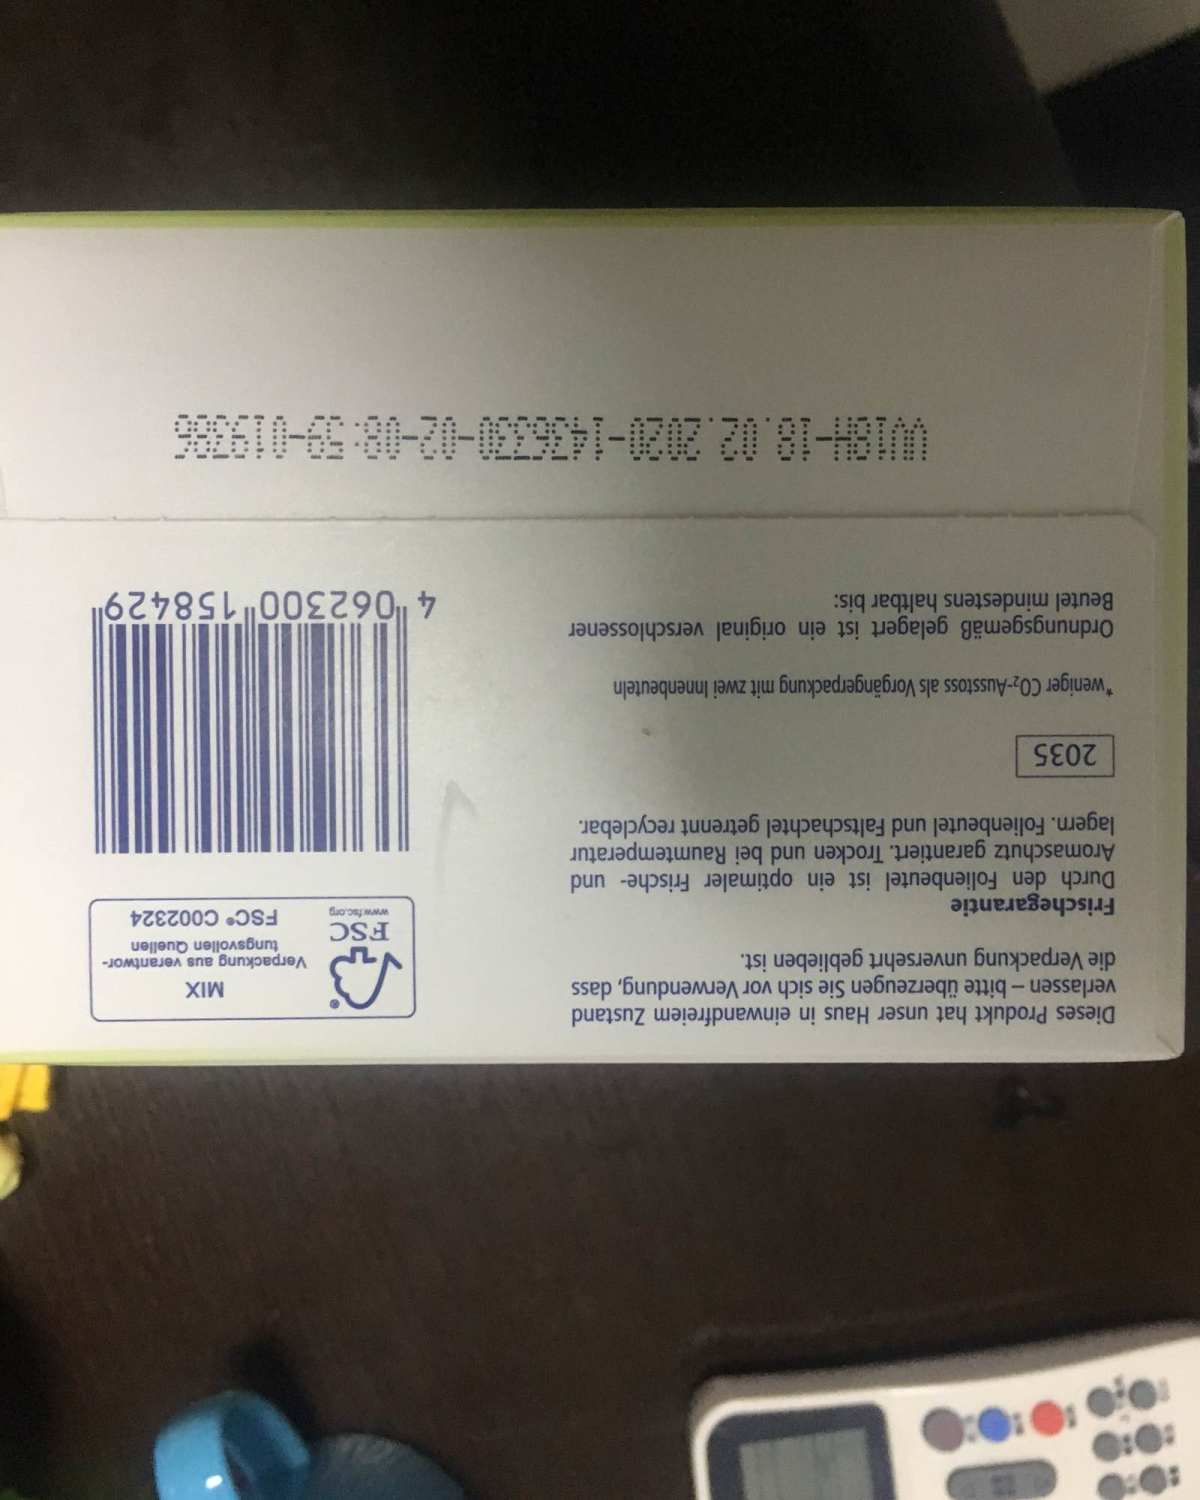 Dieses Produkt hat unser Haus in einwandfreiem Zustand
verlassen – bitte überzeugen Sie sich vor Verwendung, dass
die Verpackung unversehrt geblieben ist.
Frischegarantie
Durch den Folienbeutel ist ein optimaler Frische- und
Aromaschutz garantiert. Trocken und bei Raumtemperatur
lagern. Folienbeutel und Faltschachtel getrennt recyclebar.
2035
*weniger CO₂-Ausstoss als Vorgängerpackung mit zwei Innenbeuteln
Ordnungsgemäß gelagert ist ein original verschlossener
Beutel mindestens haltbar bis:
MIX
Verpackung aus verantwor-
tungsvollen Quellen
FSC® C002324
FSC
www.fsc.org
4 062300 158429
VV18H-18.02.2020-1436330-02-08:59-019386